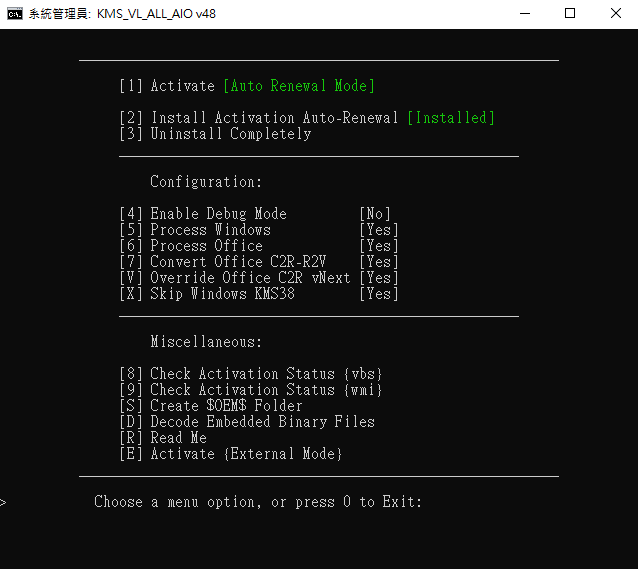 系統管理員: KMS_VL_ALL_AIO v48
[1] Activate [Auto Renewal Mode]
[2] Install Activation Auto-Renewal [Installed]
[3] Uninstall Completely
Configuration:
[4] Enable Debug Mode [No]
[5] Process Windows [Yes]
[6] Process Office [Yes]
[7] Convert Office C2R-R2V [Yes]
[V] Override Office C2R vNext [Yes]
[X] Skip Windows KMS38 [Yes]
Miscellaneous:
[8] Check Activation Status {vbs}
[9] Check Activation Status {wmi}
[S] Create $OEM$ Folder
[D] Decode Embedded Binary Files
[R] Read Me
[E] Activate {External Mode}
> Choose a menu option, or press 0 to Exit: